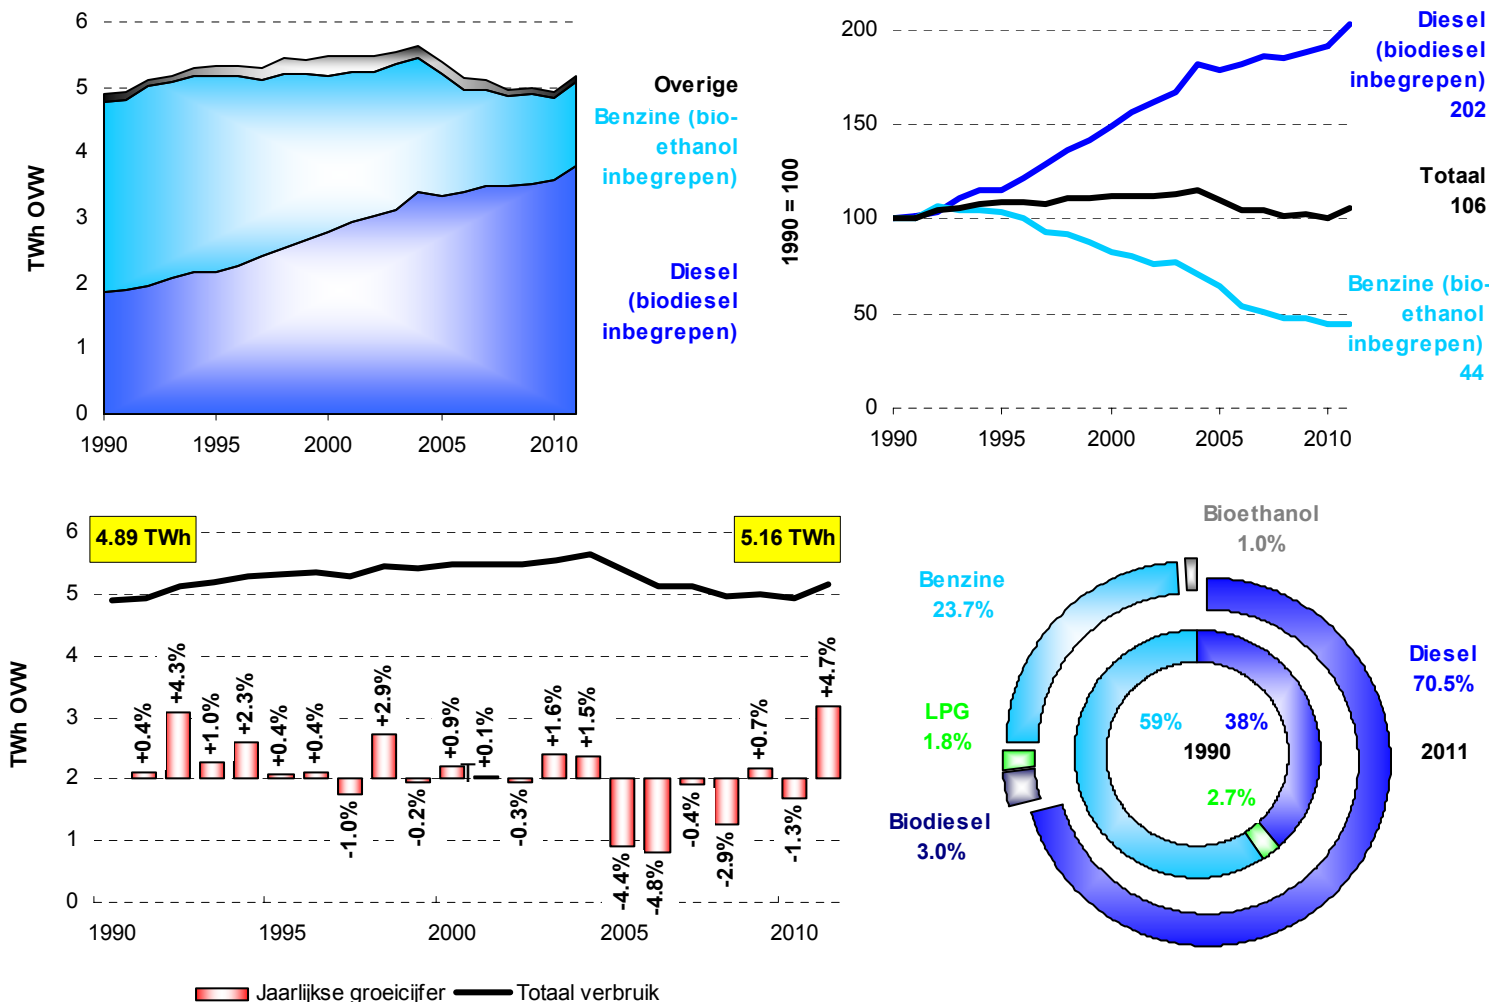 6
5
4
3
2
1
0
TWh OVW
1990
1995
2000
2005
2010
Overige
Benzine (bio-
ethanol
inbegrepen)
Diesel
(biodiesel
inbegrepen)
200
150
100
50
0
1990 = 100
1990
1995
2000
2005
2010
Diesel
(biodiesel
inbegrepen)
202
Totaal
106
Benzine (bio-
ethanol
inbegrepen)
44
6
5
4
3
2
1
0
TWh OVW
4.89 TWh
5.16 TWh
+0.4%
+4.3%
+1.0%
+2.3%
+0.4%
+0.4%
-1.0%
+2.9%
-0.2%
+0.9%
+0.1%
-0.3%
+1.6%
+1.5%
-4.4%
-4.8%
-0.4%
-2.9%
+0.7%
-1.3%
+4.7%
1990
1995
2000
2005
2010
Jaarlijkse groeicijfer
Totaal verbruik
Bioethanol
1.0%
Benzine
23.7%
Diesel
70.5%
LPG
1.8%
59%
38%
1990
2011
2.7%
Biodiesel
3.0%